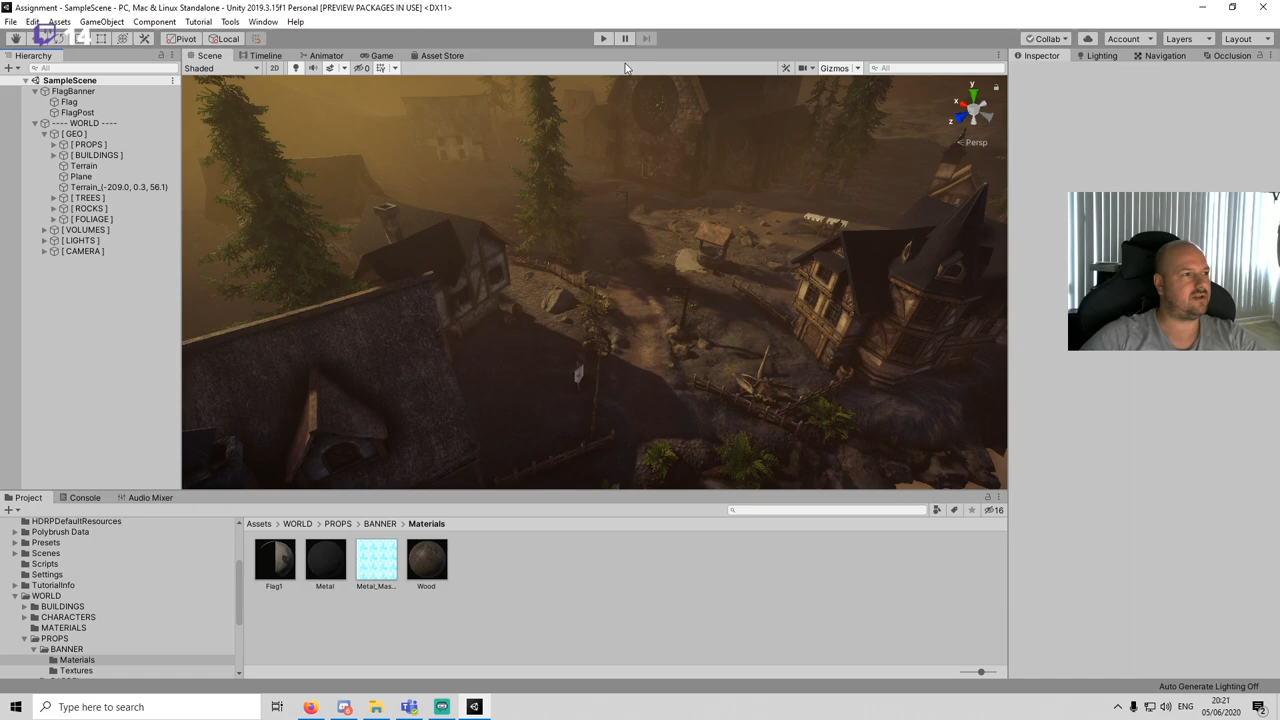 Assignment - SampleScene - PC, Mac & Linux Standalone - Unity 2019.3.15f1 Personal [PREVIEW PACKAGES IN USE] <DX11>
File Edit Assets GameObject Component Tutorial Tools Window Help
14
Pivot Local Collab Account Layers Layout
Hierarchy Scene Timeline Animator Game Asset Store Inspector Lighting Navigation Occlusion
All Shaded 2D 0 Gizmos All
SampleScene
FlagBanner
Flag
FlagPost
---- WORLD ----
[ GEO ]
[ PROPS ]
[ BUILDINGS ]
Terrain
Plane
Terrain_(-209.0, 0.3, 56.1)
[ TREES ]
[ ROCKS ]
[ FOLIAGE ]
[ VOLUMES ]
[ LIGHTS ]
[ CAMERA ]
y
x
z
Persp
Project Console Audio Mixer
16
HDRPDefaultResources
Polybrush Data
Presets
Scenes
Scripts
Settings
TutorialInfo
WORLD
BUILDINGS
CHARACTERS
MATERIALS
PROPS
BANNER
Materials
Textures
Assets WORLD PROPS BANNER Materials
Flag1 Metal Metal_Mas... Wood
Auto Generate Lighting Off
Type here to search
ENG
20:21
05/06/2020
2